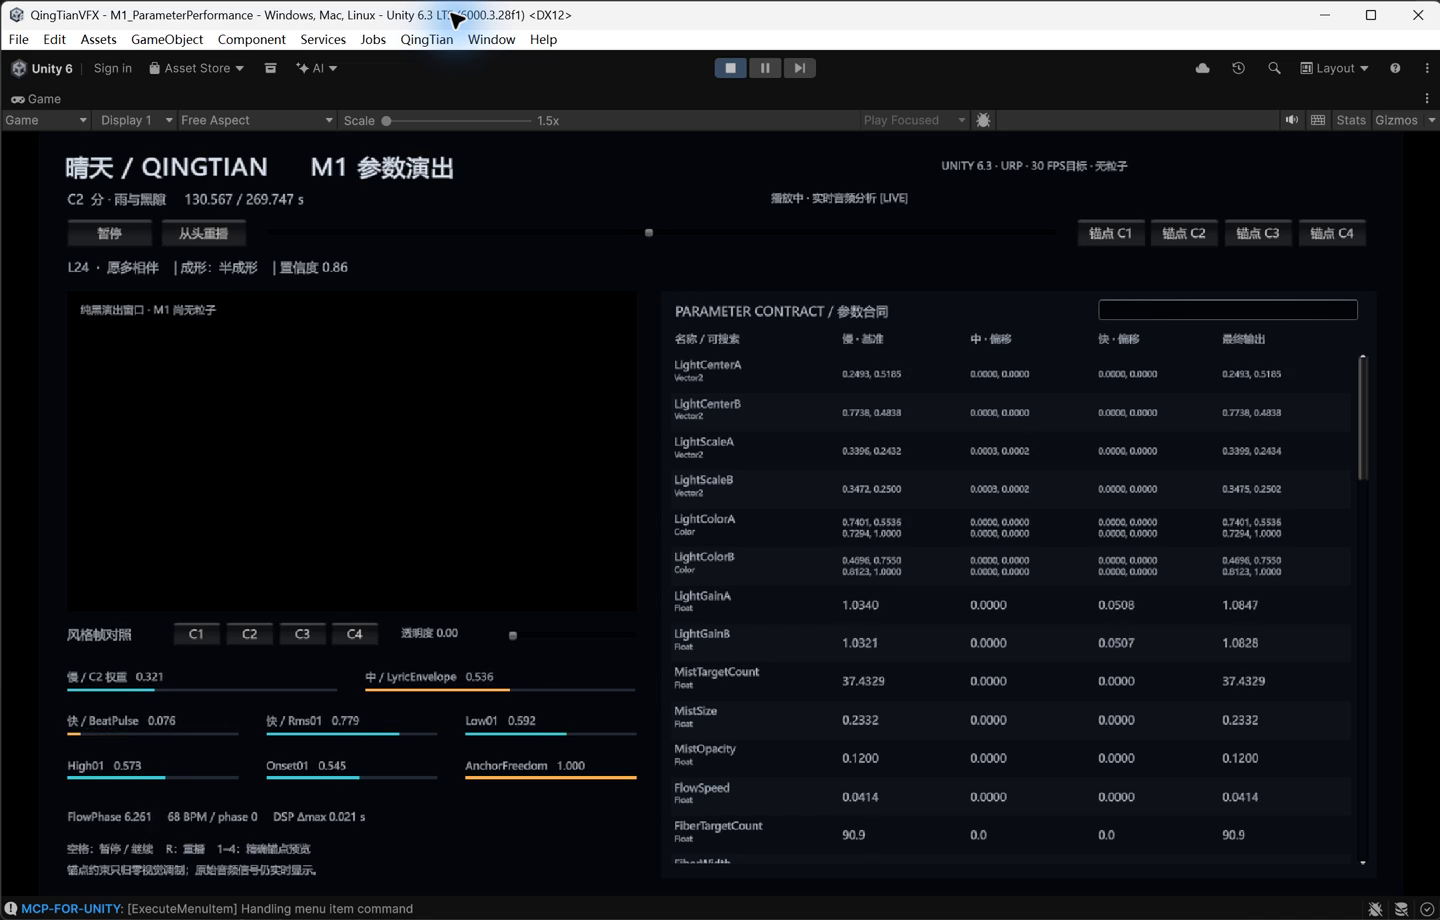 QingTianVFX - M1_ParameterPerformance - Windows, Mac, Linux - Unity 6.3 LTS (6000.3.28f1) <DX12>
File Edit Assets GameObject Component Services Jobs QingTian Window Help
Unity 6 Sign in Asset Store AI Layout
Game
Game Display 1 Free Aspect Scale 1.5x Play Focused Stats Gizmos
晴天 / QINGTIAN M1 参数演出
UNITY 6.3 · URP · 30 FPS目标 · 无粒子
C2 分 · 雨与黑隙 130.567 / 269.747 s
播放中 · 实时音频分析 [LIVE]
暂停 从头重播 锚点 C1 锚点 C2 锚点 C3 锚点 C4
L24 · 愿多相伴 | 成形: 半成形 | 置信度 0.86
纯黑演出窗口 · M1 尚无粒子
PARAMETER CONTRACT / 参数合同
名称 / 可搜索 慢 · 基准 中 · 偏移 快 · 偏移 最终输出
LightCenterA
Vector2
0.2493, 0.5185 0.0000, 0.0000 0.0000, 0.0000 0.2493, 0.5185
LightCenterB
Vector2
0.7738, 0.4838 0.0000, 0.0000 0.0000, 0.0000 0.7738, 0.4838
LightScaleA
Vector2
0.3396, 0.2432 0.0003, 0.0002 0.0000, 0.0000 0.3399, 0.2434
LightScaleB
Vector2
0.3472, 0.2500 0.0003, 0.0002 0.0000, 0.0000 0.3475, 0.2502
LightColorA
Color
0.7401, 0.5536 0.0000, 0.0000 0.0000, 0.0000 0.7401, 0.5536
0.7294, 1.0000 0.0000, 0.0000 0.0000, 0.0000 0.7294, 1.0000
LightColorB
Color
0.4696, 0.7550 0.0000, 0.0000 0.0000, 0.0000 0.4696, 0.7550
0.8123, 1.0000 0.0000, 0.0000 0.0000, 0.0000 0.8123, 1.0000
LightGainA
Float
1.0340 0.0000 0.0508 1.0847
LightGainB
Float
1.0321 0.0000 0.0507 1.0828
MistTargetCount
Float
37.4329 0.0000 0.0000 37.4329
MistSize
Float
0.2332 0.0000 0.0000 0.2332
MistOpacity
Float
0.1200 0.0000 0.0000 0.1200
FlowSpeed
Float
0.0414 0.0000 0.0000 0.0414
FiberTargetCount
Float
90.9 0.0 0.0 90.9
FiberWidth
风格帧对照 C1 C2 C3 C4 透明度 0.00
慢 / C2 权重 0.321 中 / LyricEnvelope 0.536
快 / BeatPulse 0.076 快 / Rms01 0.779 Low01 0.592
High01 0.573 Onset01 0.545 AnchorFreedom 1.000
FlowPhase 6.261 68 BPM / phase 0 DSP Δmax 0.021 s
空格: 暂停 / 继续 R: 重播 1–4: 精确锚点预览
锚点约束只归零视觉调制; 原始音频信号仍实时显示。
MCP-FOR-UNITY: [ExecuteMenuItem] Handling menu item command